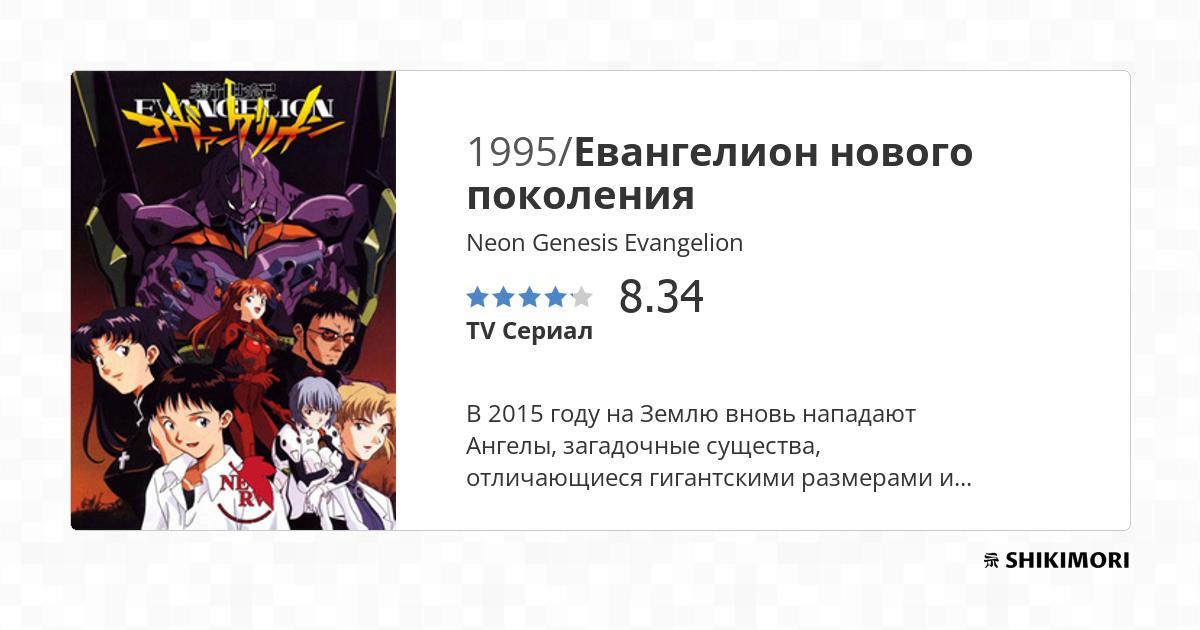 新世紀
EVANGELION
エヴァンゲリオン
NERV
1995/Евангелион нового
поколения
Neon Genesis Evangelion
8.34
TV Сериал
В 2015 году на Землю вновь нападают
Ангелы, загадочные существа,
отличающиеся гигантскими размерами и...
SHIKIMORI